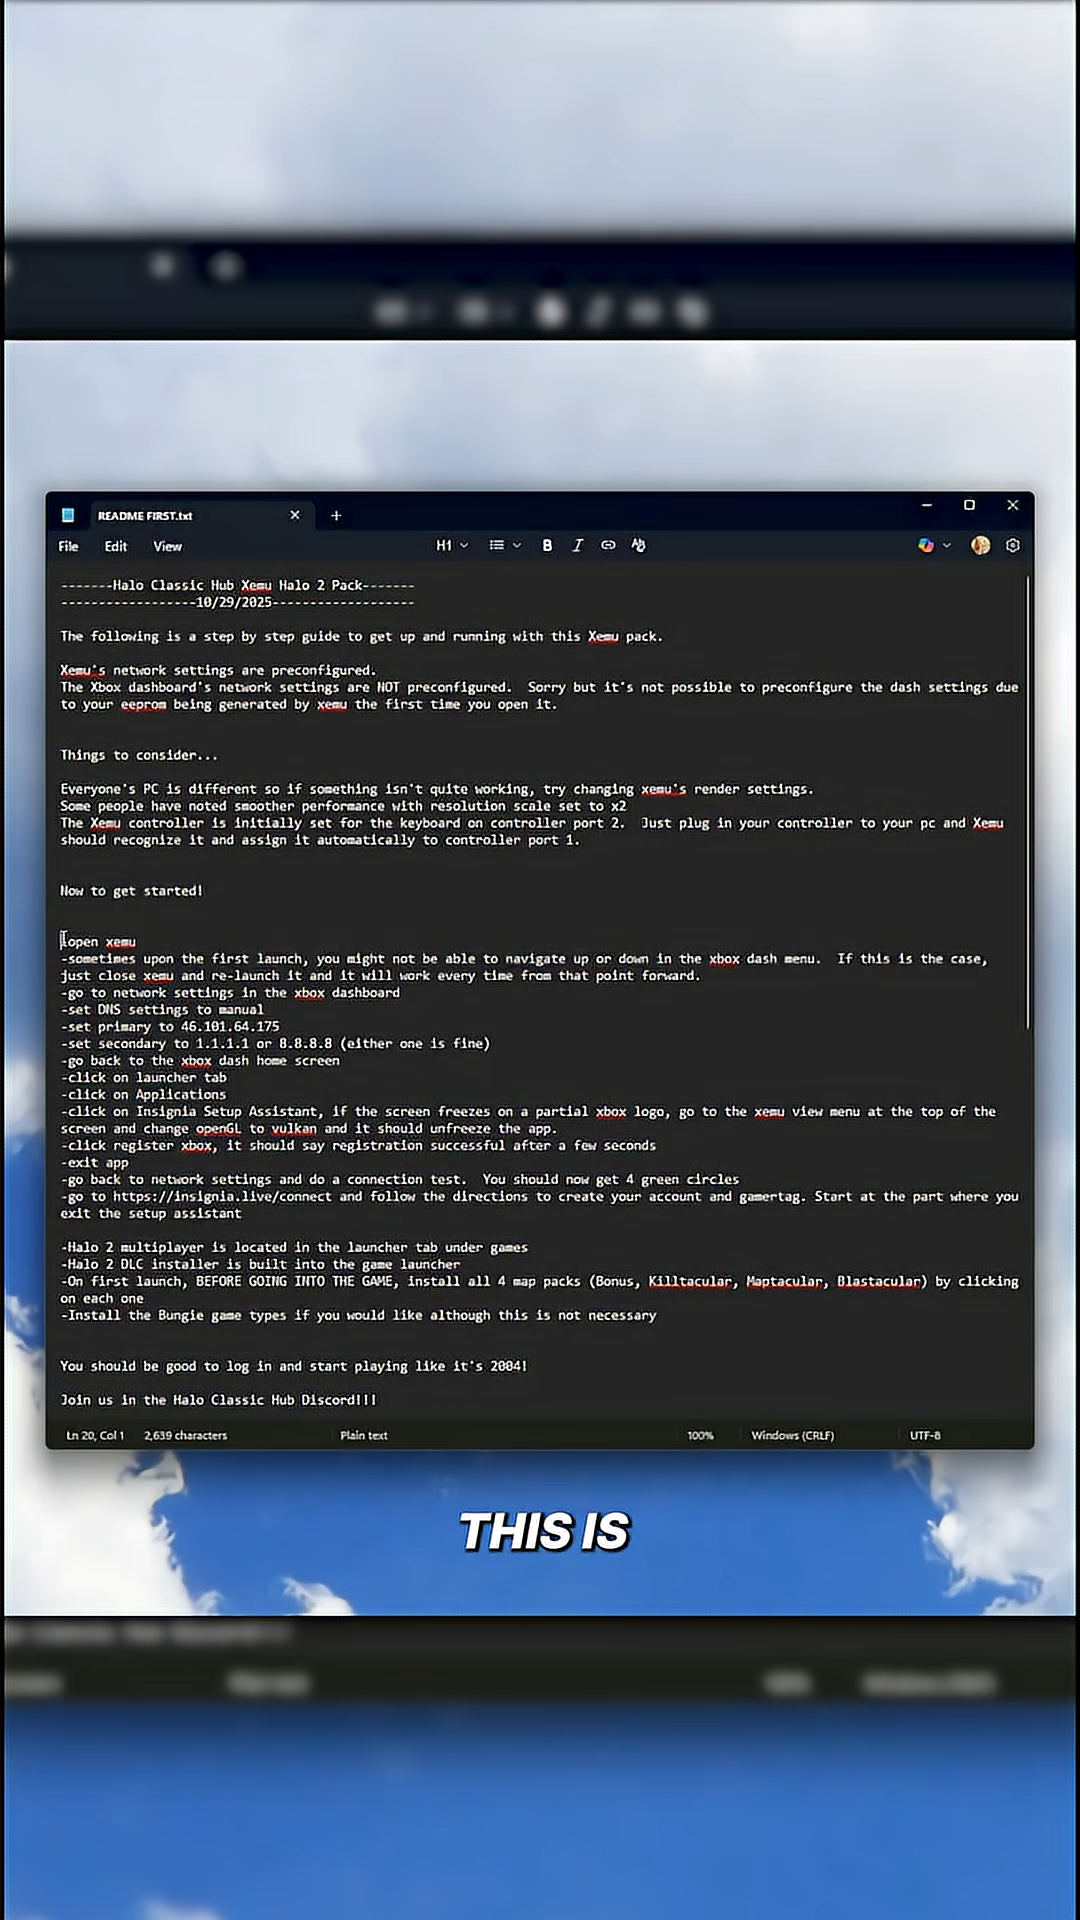 README FIRST.txt
File Edit View H1 B I
-------Halo Classic Hub Xemu Halo 2 Pack-------
------------------10/29/2025-------------------
The following is a step by step guide to get up and running with this Xemu pack.
Xemu's network settings are preconfigured.
The Xbox dashboard's network settings are NOT preconfigured.  Sorry but it's not possible to preconfigure the dash settings due
to your eeprom being generated by xemu the first time you open it.
Things to consider...
Everyone's PC is different so if something isn't quite working, try changing xemu's render settings.
Some people have noted smoother performance with resolution scale set to x2
The Xemu controller is initially set for the keyboard on controller port 2.  Just plug in your controller to your pc and Xemu
should recognize it and assign it automatically to controller port 1.
Now to get started!
-open xemu
-sometimes upon the first launch, you might not be able to navigate up or down in the xbox dash menu.  If this is the case,
just close xemu and re-launch it and it will work every time from that point forward.
-go to network settings in the xbox dashboard
-set DNS settings to manual
-set primary to 46.101.64.175
-set secondary to 1.1.1.1 or 8.8.8.8 (either one is fine)
-go back to the xbox dash home screen
-click on launcher tab
-click on Applications
-click on Insignia Setup Assistant, if the screen freezes on a partial xbox logo, go to the xemu view menu at the top of the
screen and change openGL to vulkan and it should unfreeze the app.
-click register xbox, it should say registration successful after a few seconds
-exit app
-go back to network settings and do a connection test.  You should now get 4 green circles
-go to https://insignia.live/connect and follow the directions to create your account and gamertag. Start at the part where you
exit the setup assistant
-Halo 2 multiplayer is located in the launcher tab under games
-Halo 2 DLC installer is built into the game launcher
-On first launch, BEFORE GOING INTO THE GAME, install all 4 map packs (Bonus, Killtacular, Maptacular, Blastacular) by clicking
on each one
-Install the Bungie game types if you would like although this is not necessary
You should be good to log in and start playing like it's 2004!
Join us in the Halo Classic Hub Discord!!!
Ln 20, Col 1 2,639 characters Plain text 100% Windows (CRLF) UTF-8
THIS IS